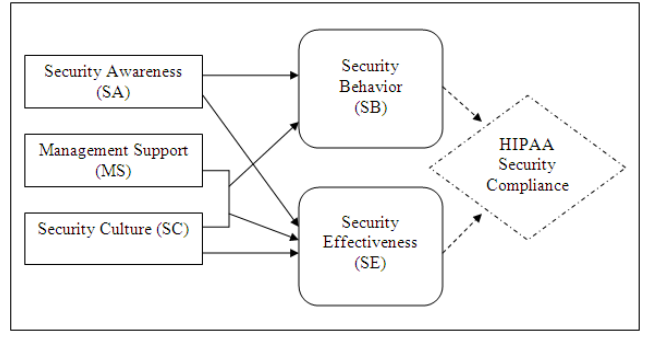 Security Awareness
(SA)
Management Support
(MS)
Security Culture (SC)
Security
Behavior
(SB)
Security
Effectiveness
(SE)
HIPAA
Security
Compliance